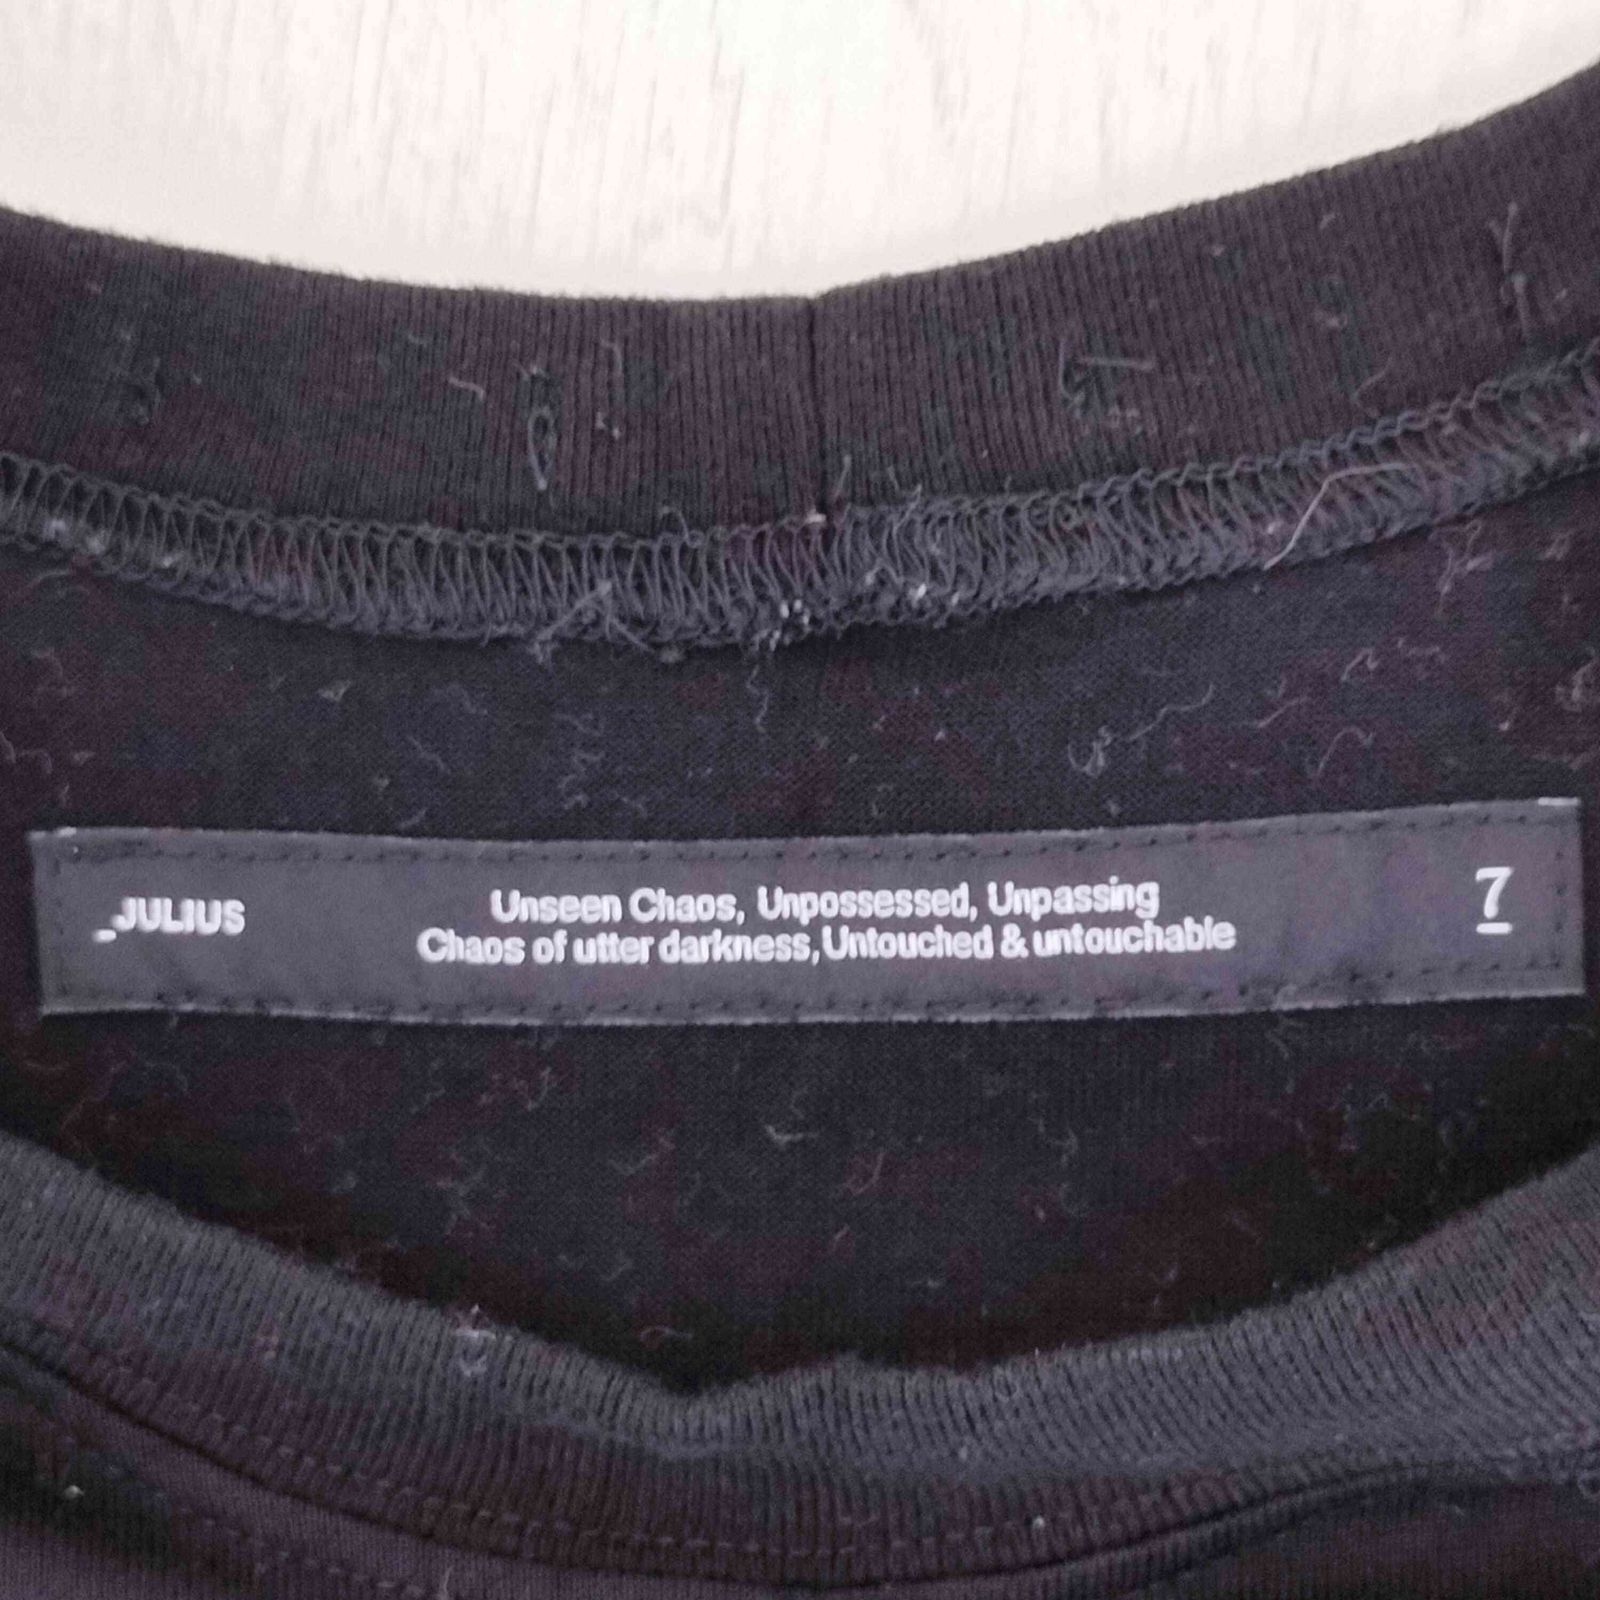 _JULIUS
Unseen Chaos, Unpossessed, Unpassing
Chaos of utter darkness, Untouched & untouchable
7